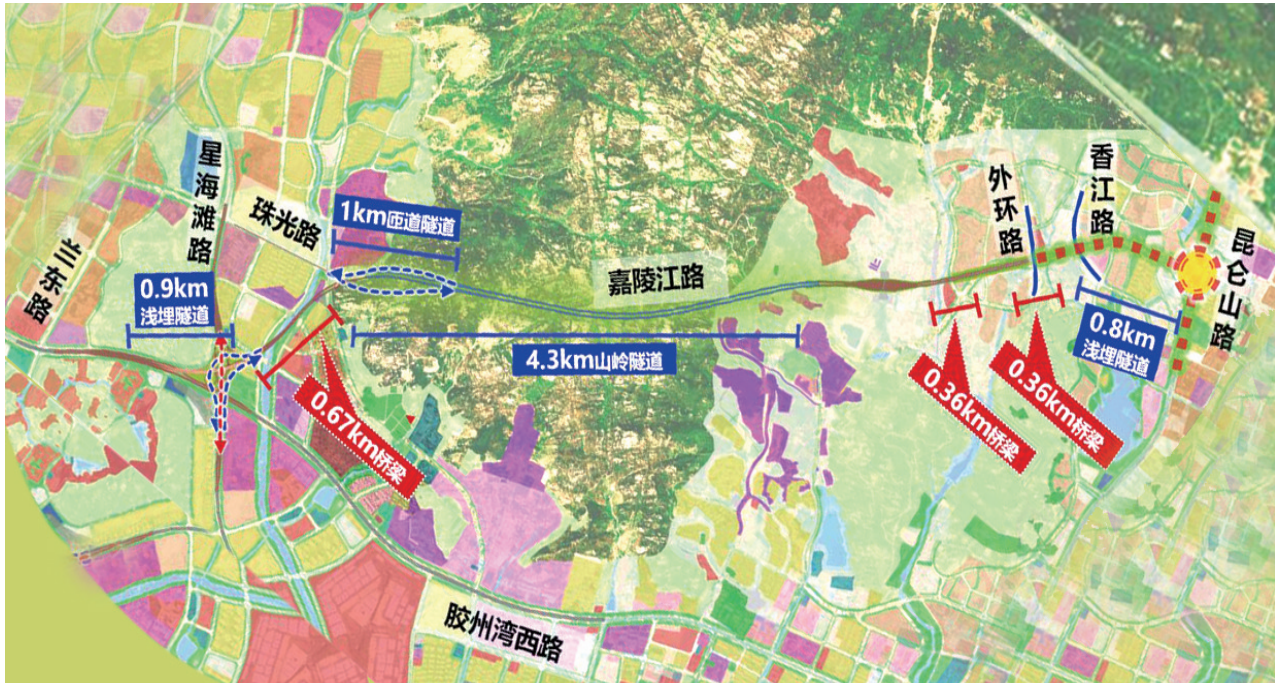 星海滩路
珠光路
1km匝道隧道
兰东路
0.9km
浅埋隧道
嘉陵江路
外环路
香江路
昆仑山路
0.8km
浅埋隧道
4.3km山岭隧道
0.67km桥梁
0.36km桥梁
0.36km桥梁
胶州湾西路